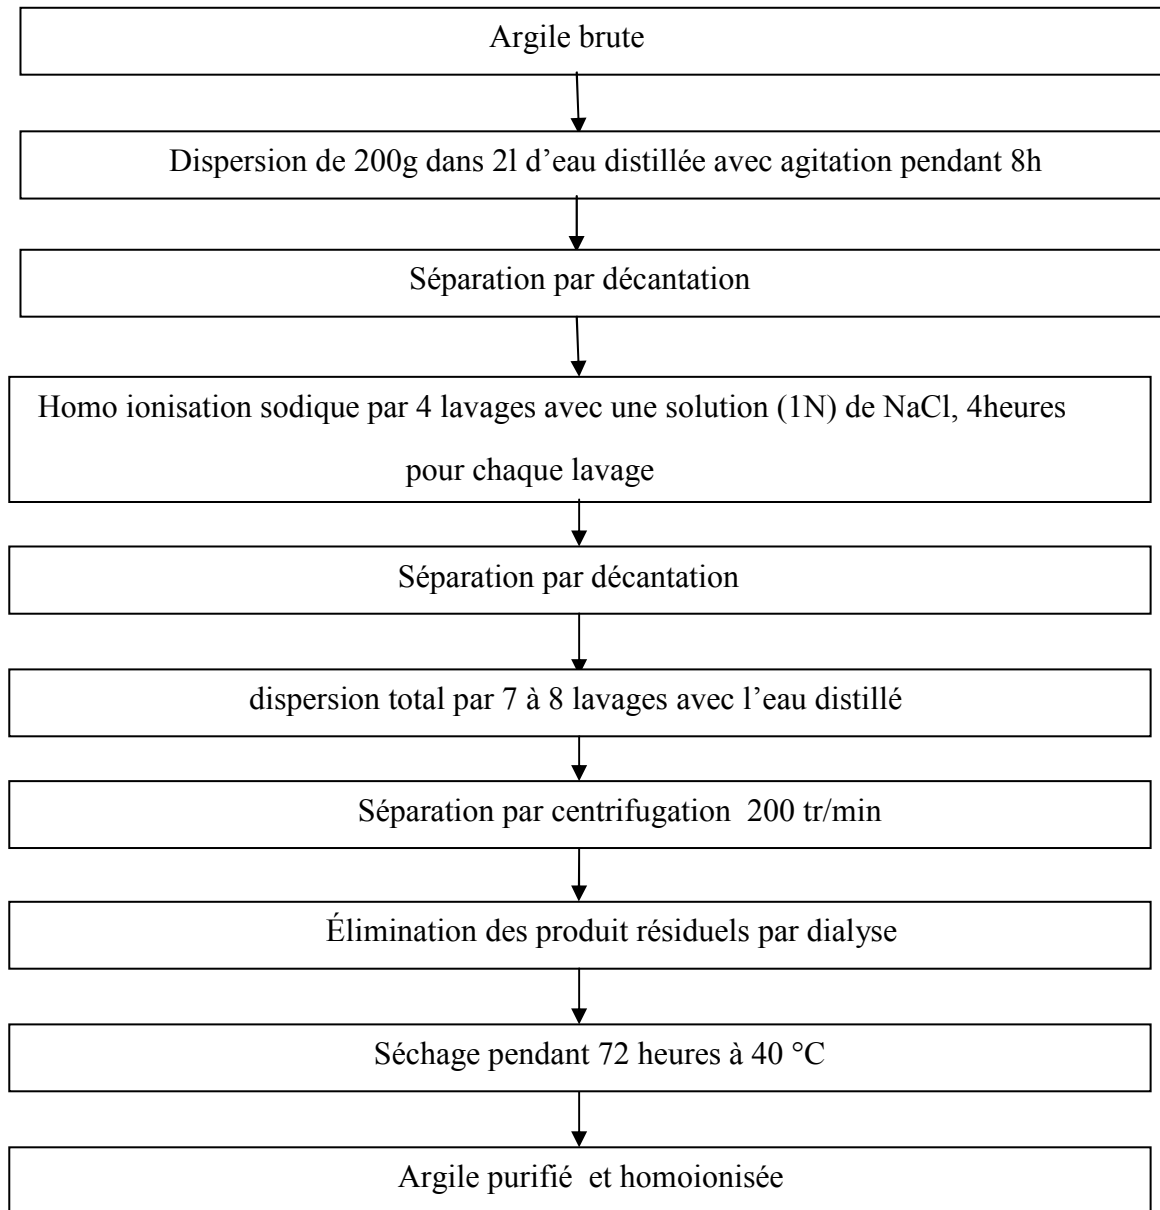 Argile brute
Dispersion de 200g dans 2l d’eau distillée avec agitation pendant 8h
Séparation par décantation
Homo ionisation sodique par 4 lavages avec une solution (1N) de NaCl, 4heures
pour chaque lavage
Séparation par décantation
dispersion total par 7 à 8 lavages avec l’eau distillé
Séparation par centrifugation 200 tr/min
Élimination des produit résiduels par dialyse
Séchage pendant 72 heures à 40 °C
Argile purifié et homoionisée